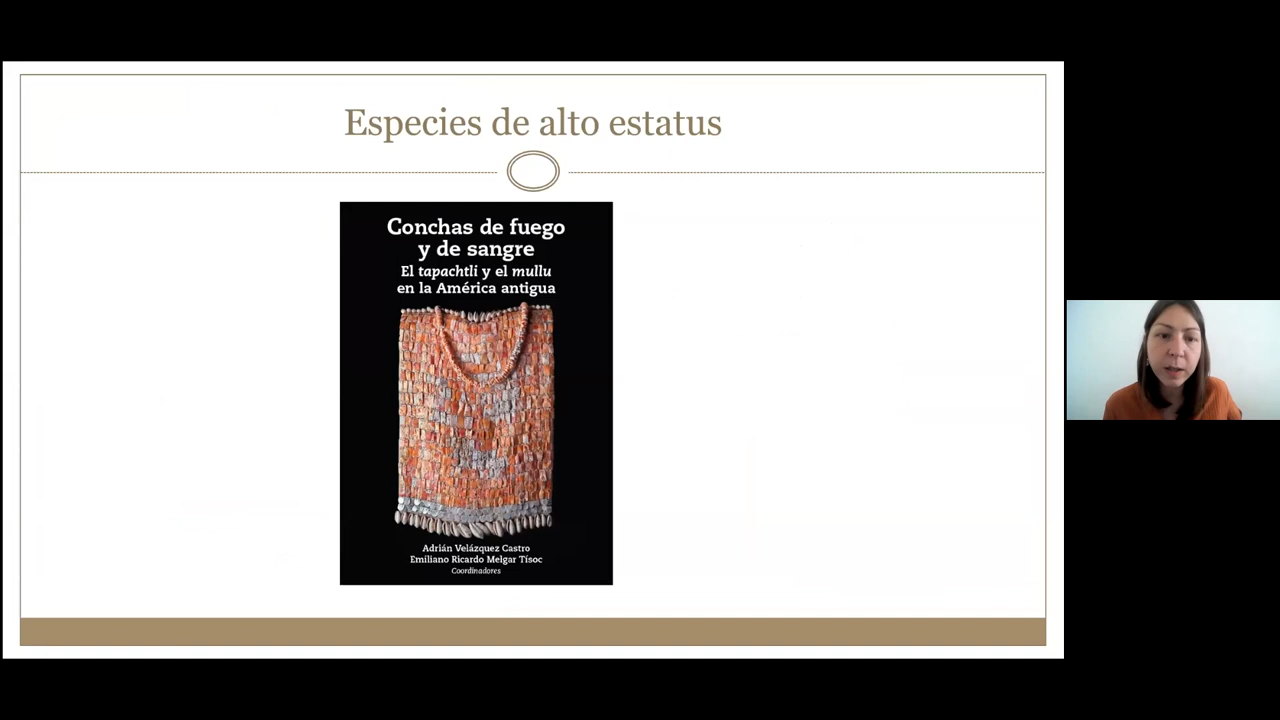 Especies de alto estatus
Conchas de fuego
y de sangre
El tapachtli y el mullu
en la América antigua
Adrián Velázquez Castro
Emiliano Ricardo Melgar Tísoc
Coordinadores